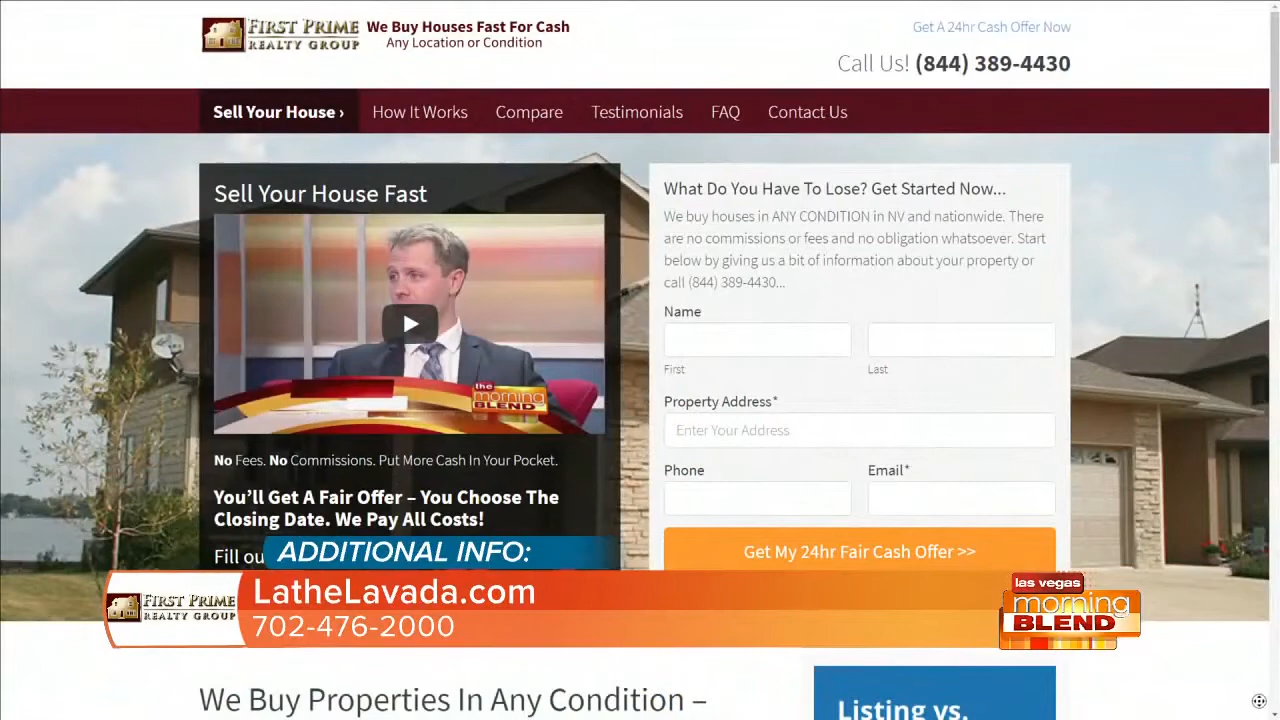 FIRST PRIME
REALTY GROUP
We Buy Houses Fast For Cash
Any Location or Condition
Get A 24hr Cash Offer Now
Call Us! (844) 389-4430
Sell Your House › How It Works Compare Testimonials FAQ Contact Us
Sell Your House Fast
the
morning
BLEND
No Fees. No Commissions. Put More Cash In Your Pocket.
You'll Get A Fair Offer – You Choose The
Closing Date. We Pay All Costs!
Fill ou
What Do You Have To Lose? Get Started Now...
We buy houses in ANY CONDITION in NV and nationwide. There
are no commissions or fees and no obligation whatsoever. Start
below by giving us a bit of information about your property or
call (844) 389-4430...
Name
First Last
Property Address*
Enter Your Address
Phone Email*
Get My 24hr Fair Cash Offer >>
ADDITIONAL INFO:
FIRST PRIME
REALTY GROUP
LatheLavada.com
702-476-2000
las vegas
morning
BLEND
We Buy Properties In Any Condition –
Listing vs.